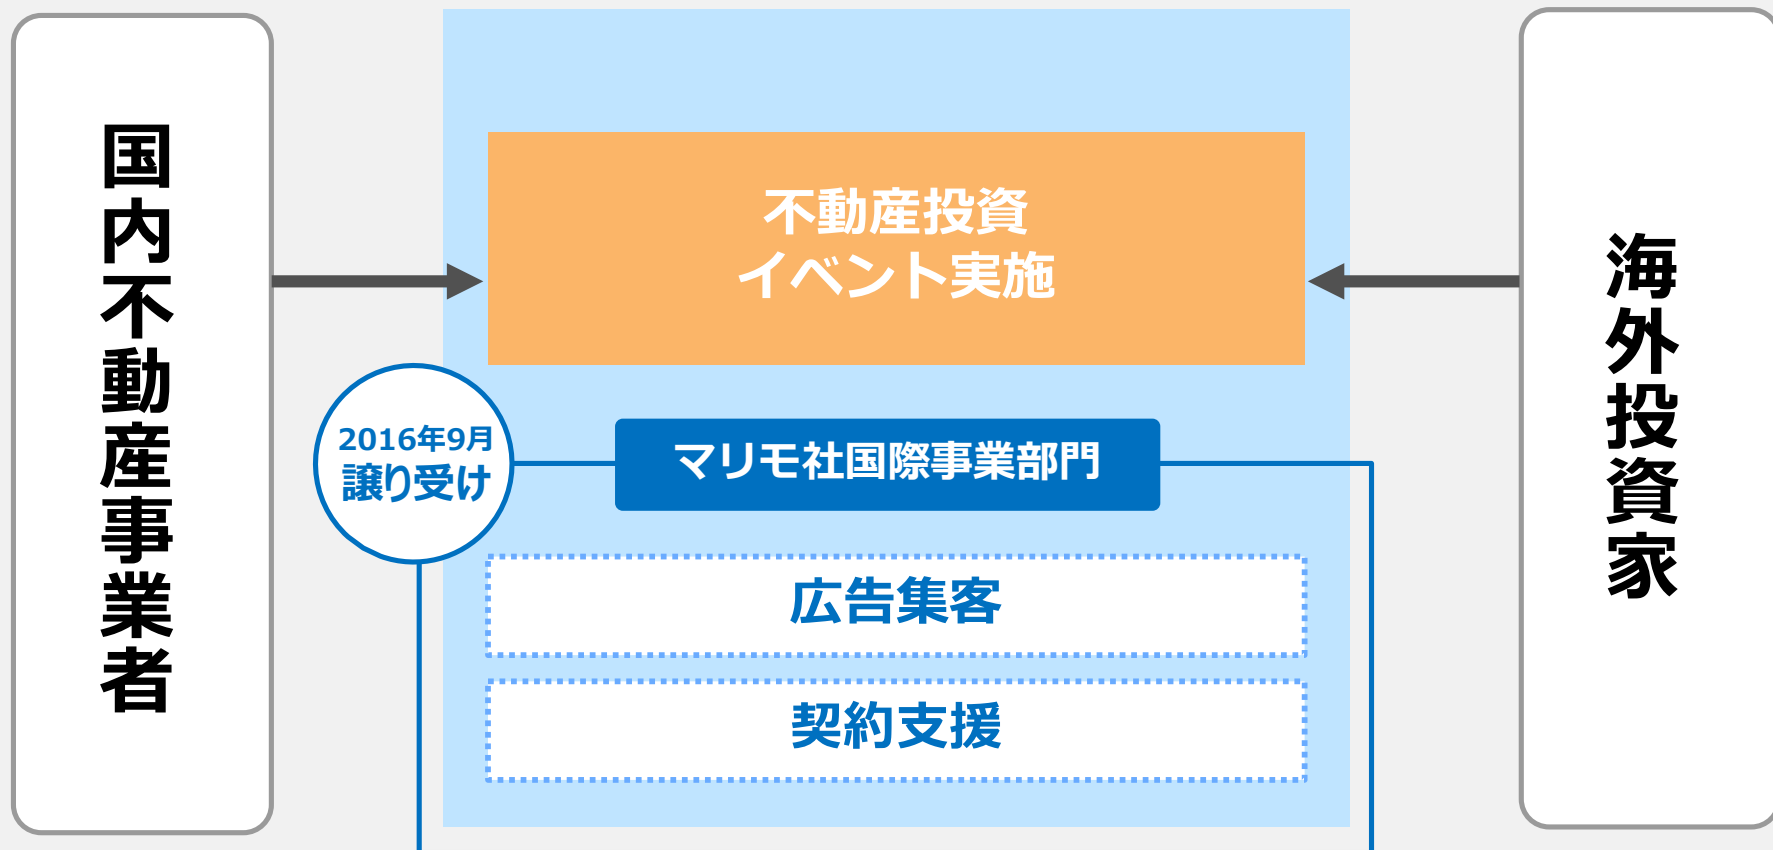 国内不動産事業者
不動産投資
イベント実施
2016年9月
譲り受け
マリモ社国際事業部門
広告集客
契約支援
海外投資家